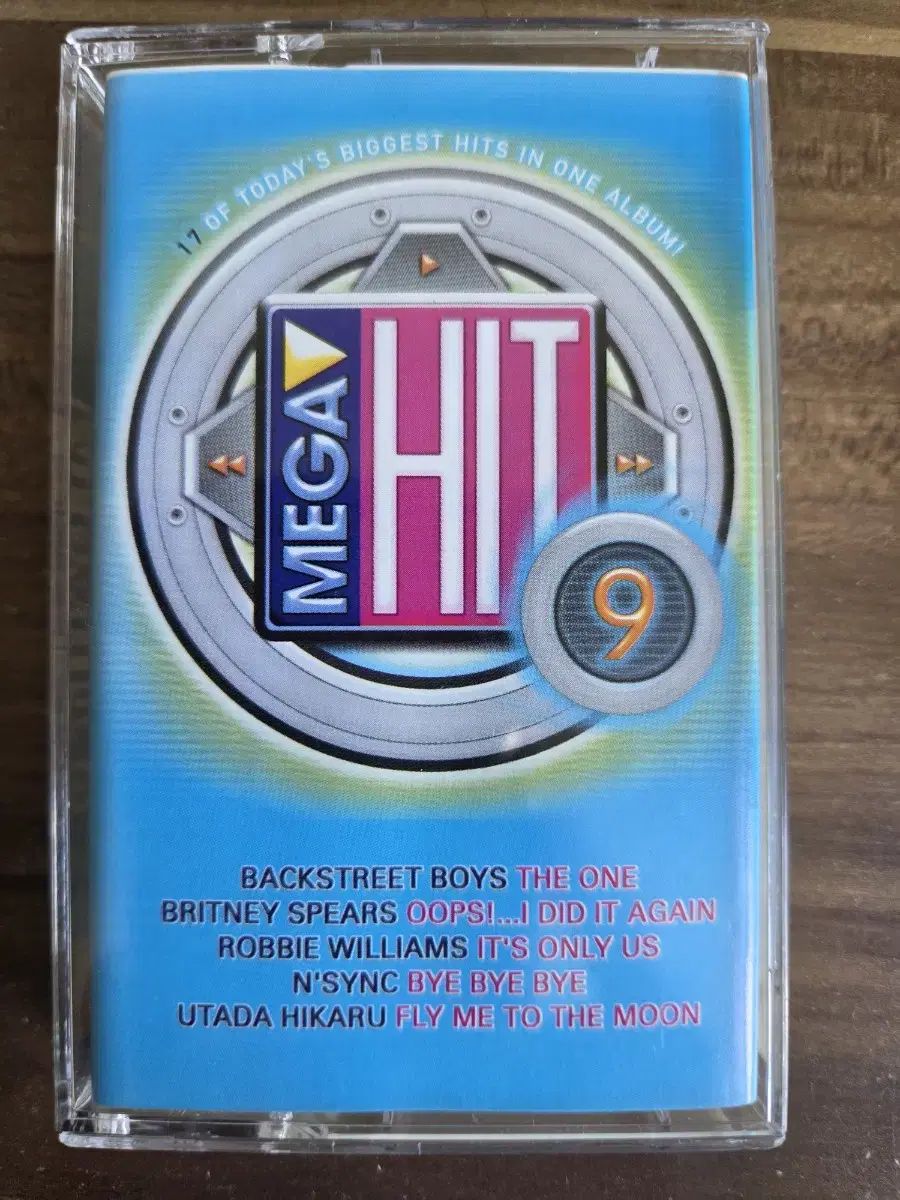 17 OF TODAY'S BIGGEST HITS IN ONE ALBUM!
MEGA
HIT
9
BACKSTREET BOYS THE ONE
BRITNEY SPEARS OOPS!...I DID IT AGAIN
ROBBIE WILLIAMS IT'S ONLY US
N'SYNC BYE BYE BYE
UTADA HIKARU FLY ME TO THE MOON